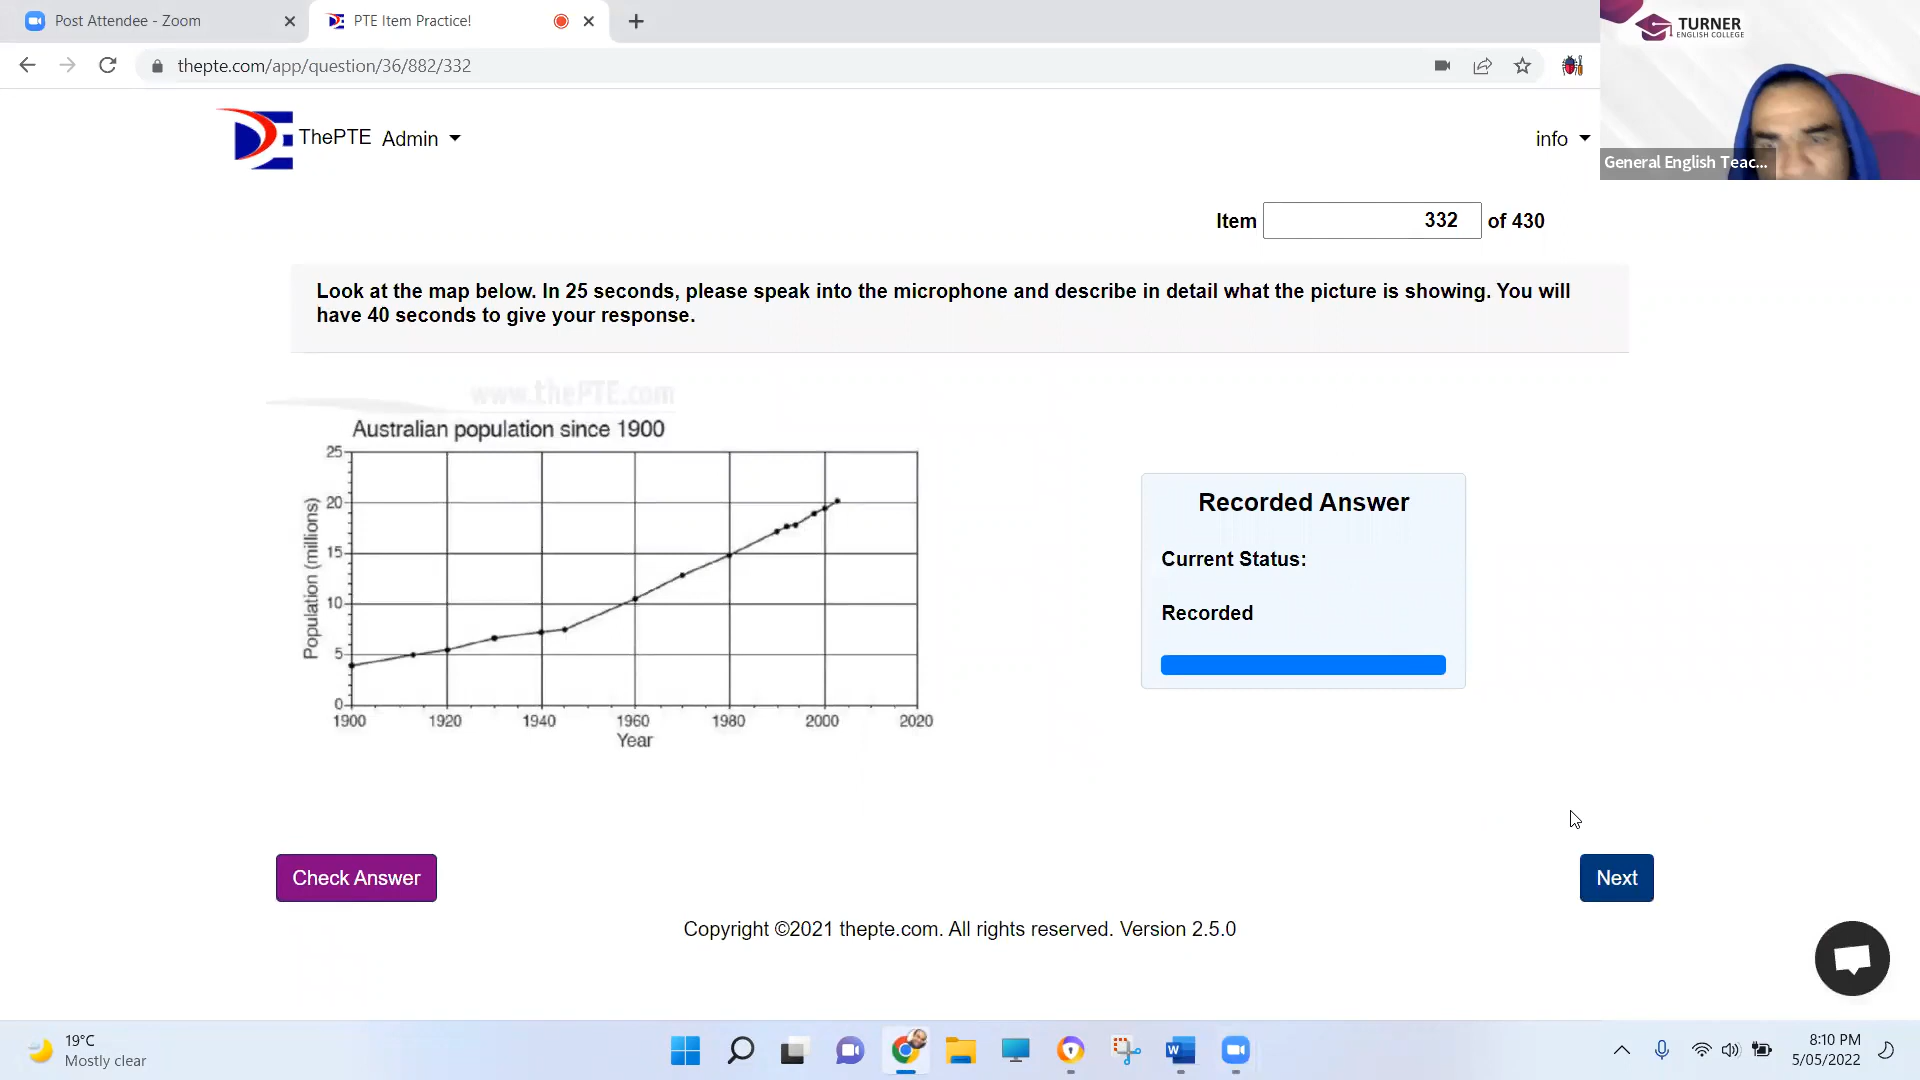 Post Attendee - Zoom
PTE Item Practice!
thepte.com/app/question/36/882/332
TURNER
ENGLISH COLLEGE
General English Teac...
ThePTE Admin
info
Item 332 of 430
Look at the map below. In 25 seconds, please speak into the microphone and describe in detail what the picture is showing. You will
have 40 seconds to give your response.
www.thePTE.com
Australian population since 1900
Population (millions)
25
20
15
10
5
0
1900 1920 1940 1960 1980 2000 2020
Year
Recorded Answer
Current Status:
Recorded
Check Answer
Next
Copyright ©2021 thepte.com. All rights reserved. Version 2.5.0
19°C
Mostly clear
W
8:10 PM
5/05/2022